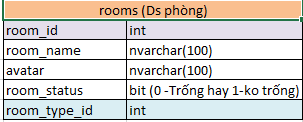 rooms (Ds phòng)
room_id int
room_name nvarchar(100)
avatar nvarchar(100)
room_status bit (0 -Trống hay 1-ko trống)
room_type_id int